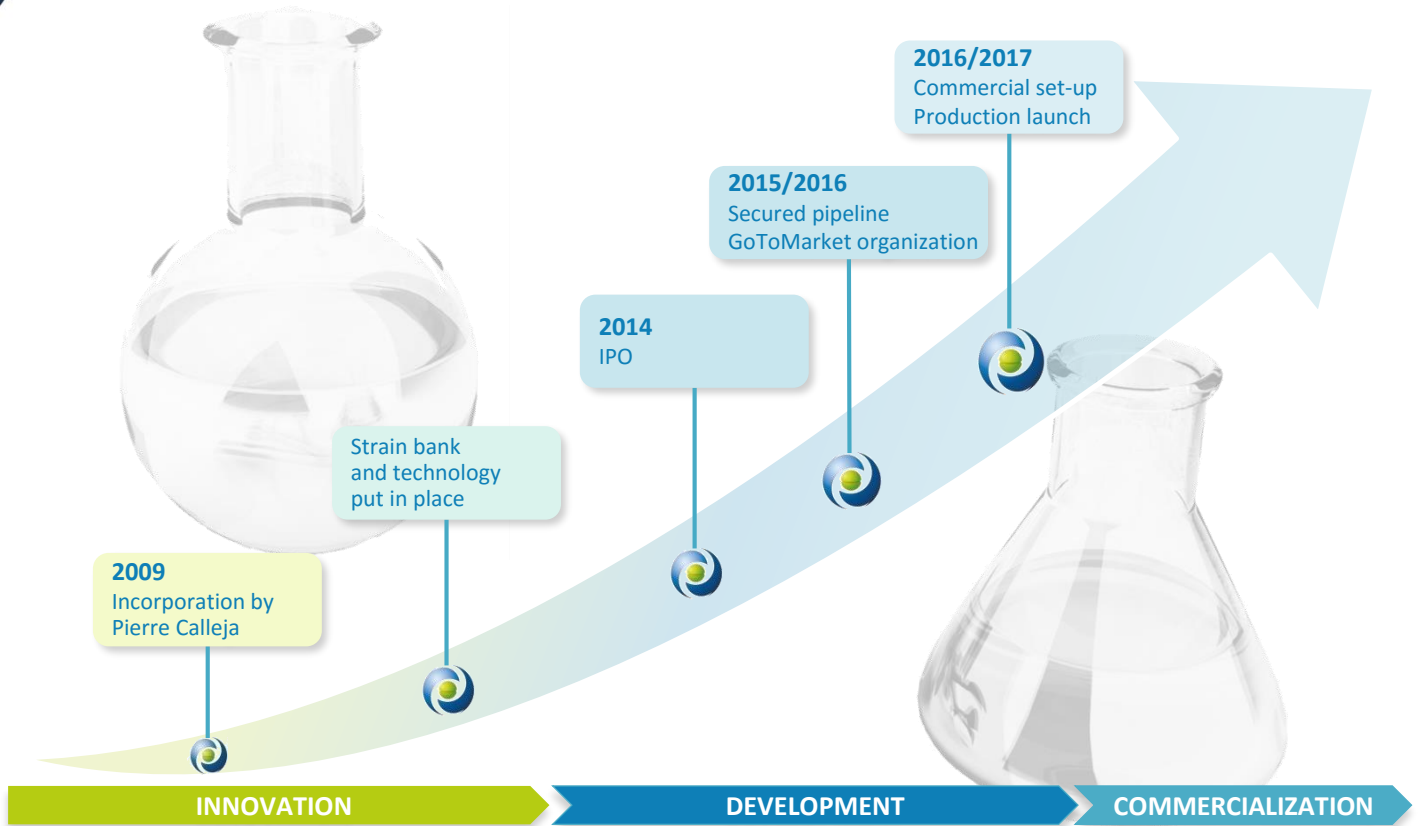 2009
Incorporation by
Pierre Calleja
Strain bank
and technology
put in place
2014
IPO
2015/2016
Secured pipeline
GoToMarket organization
2016/2017
Commercial set-up
Production launch
INNOVATION
DEVELOPMENT
COMMERCIALIZATION